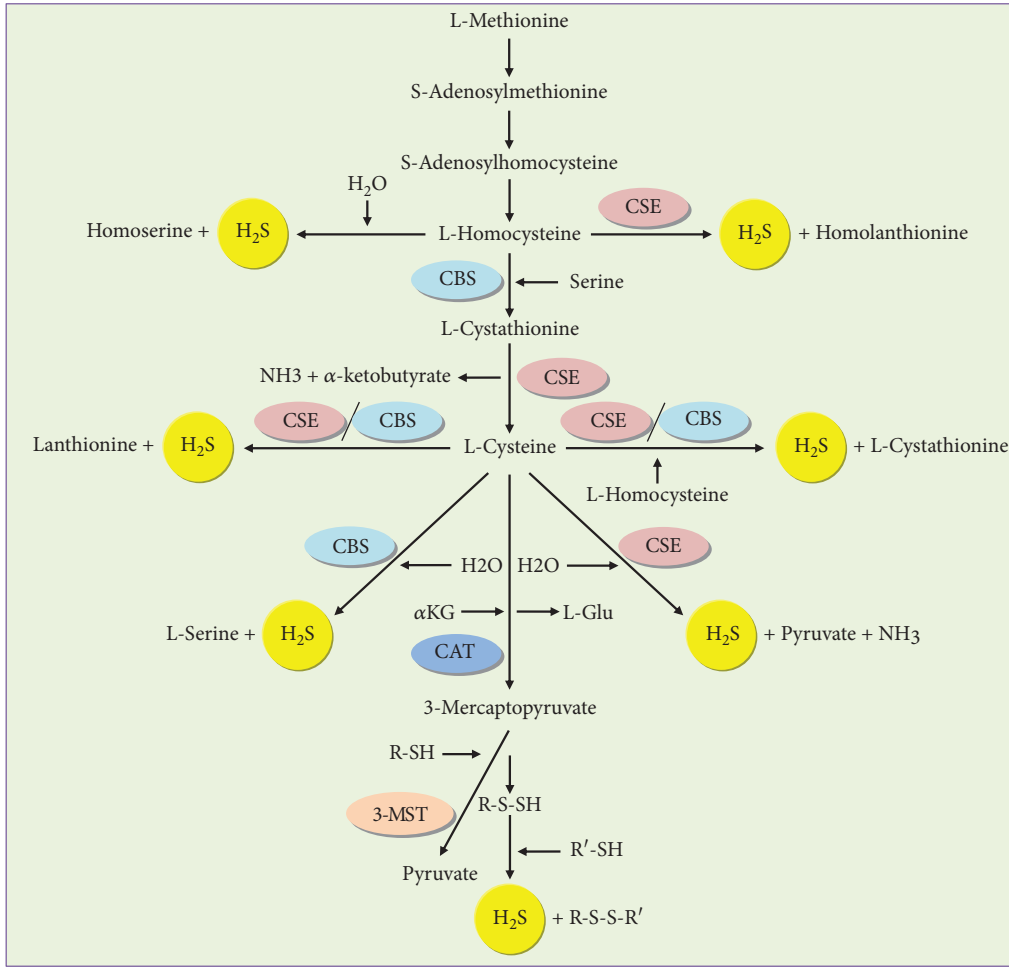 L-Methionine
S-Adenosylmethionine
S-Adenosylhomocysteine
H₂O
CSE
Homoserine + H₂S
L-Homocysteine
H₂S + Homolanthionine
CBS
Serine
L-Cystathionine
NH3 + α-ketobutyrate
CSE
CSE / CBS
CSE / CBS
Lanthionine + H₂S
L-Cysteine
H₂S + L-Cystathionine
L-Homocysteine
CBS
H2O
H2O
CSE
αKG
L-Glu
L-Serine + H₂S
H₂S + Pyruvate + NH₃
CAT
3-Mercaptopyruvate
R-SH
R-S-SH
3-MST
R′-SH
Pyruvate
H₂S + R-S-S-R′